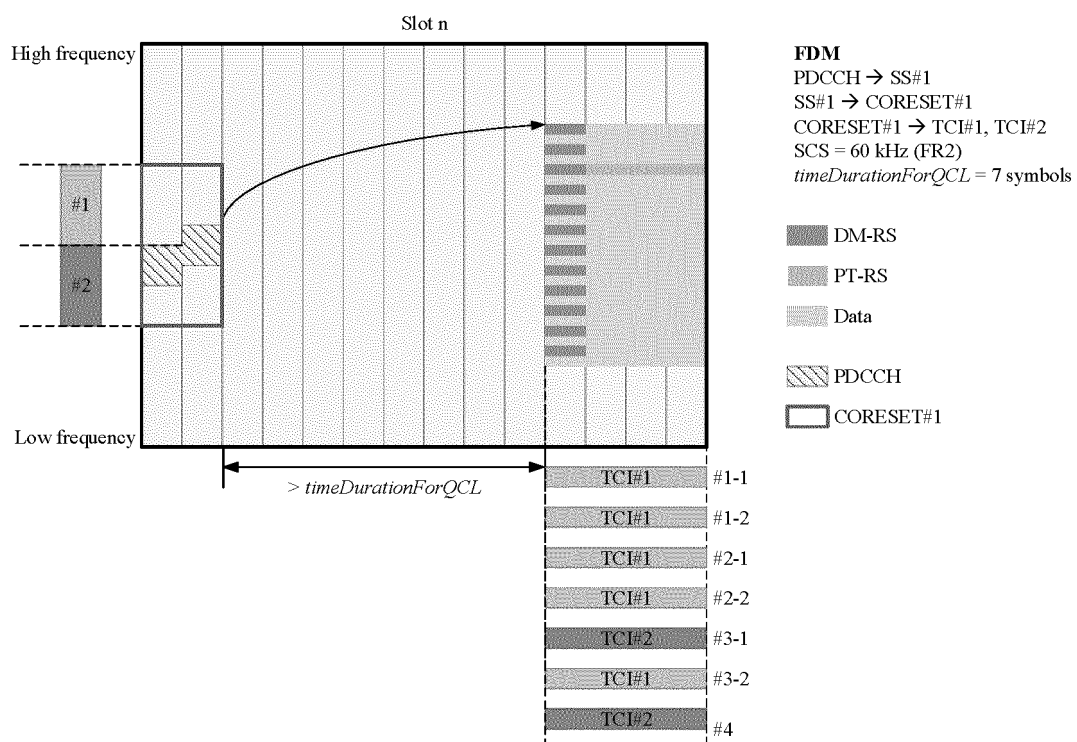 Slot n
High frequency
Low frequency
#1
#2
FDM
PDCCH → SS#1
SS#1 → CORESET#1
CORESET#1 → TCI#1, TCI#2
SCS = 60 kHz (FR2)
timeDurationForQCL = 7 symbols
DM-RS
PT-RS
Data
PDCCH
CORESET#1
> timeDurationForQCL
TCI#1 #1-1
TCI#1 #1-2
TCI#1 #2-1
TCI#1 #2-2
TCI#2 #3-1
TCI#1 #3-2
TCI#2 #4